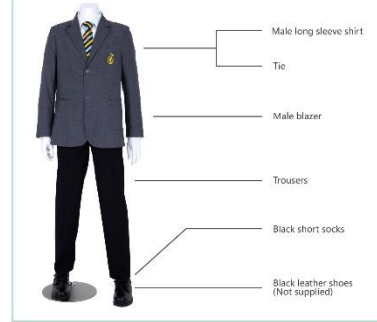 Male long sleeve shirt
Tie
Male blazer
Trousers
Black short socks
Black leather shoes
(Not supplied)